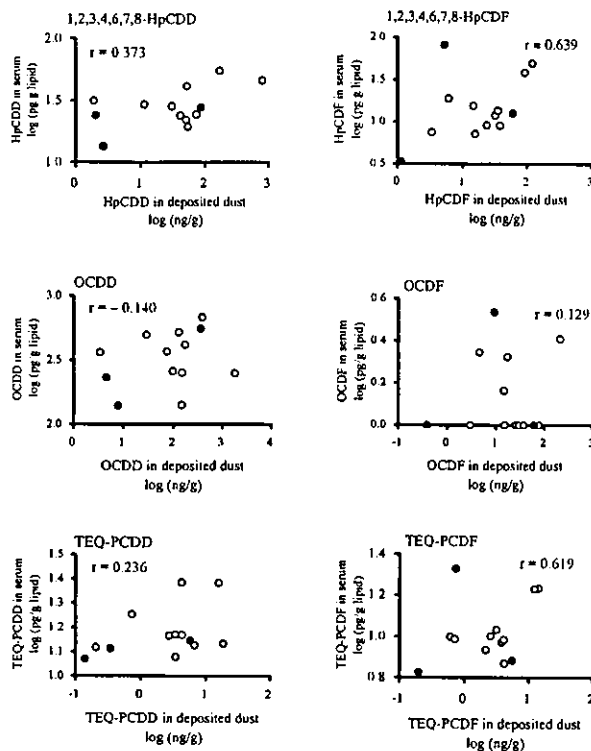 1,2,3,4,6,7,8-HpCDD
r = 0.373
2.0
1.5
1.0
HpCDD in serum
log (pg/g lipid)
0 1 2 3
HpCDD in deposited dust
log (ng/g)
1,2,3,4,6,7,8-HpCDF
r = 0.639
2.0
1.5
1.0
0.5
HpCDF in serum
log (pg/g lipid)
0 1 2 3
HpCDF in deposited dust
log (ng/g)
OCDD
r = – 0.140
3.0
2.5
2.0
OCDD in serum
log (pg/g lipid)
0 1 2 3 4
OCDD in deposited dust
log (ng/g)
OCDF
r = 0.129
0.6
0.4
0.2
0.0
OCDF in serum
log (pg/g lipid)
-1 0 1 2 3
OCDF in deposited dust
log (ng/g)
TEQ-PCDD
r = 0.236
1.5
1.4
1.3
1.2
1.1
1.0
TEQ-PCDD in serum
log (pg/g lipid)
-1 0 1 2
TEQ-PCDD in deposited dust
log (ng/g)
TEQ-PCDF
r = 0.619
1.4
1.2
1.0
0.8
TEQ-PCDF in serum
log (pg/g lipid)
-1 0 1 2
TEQ-PCDF in deposited dust
log (ng/g)